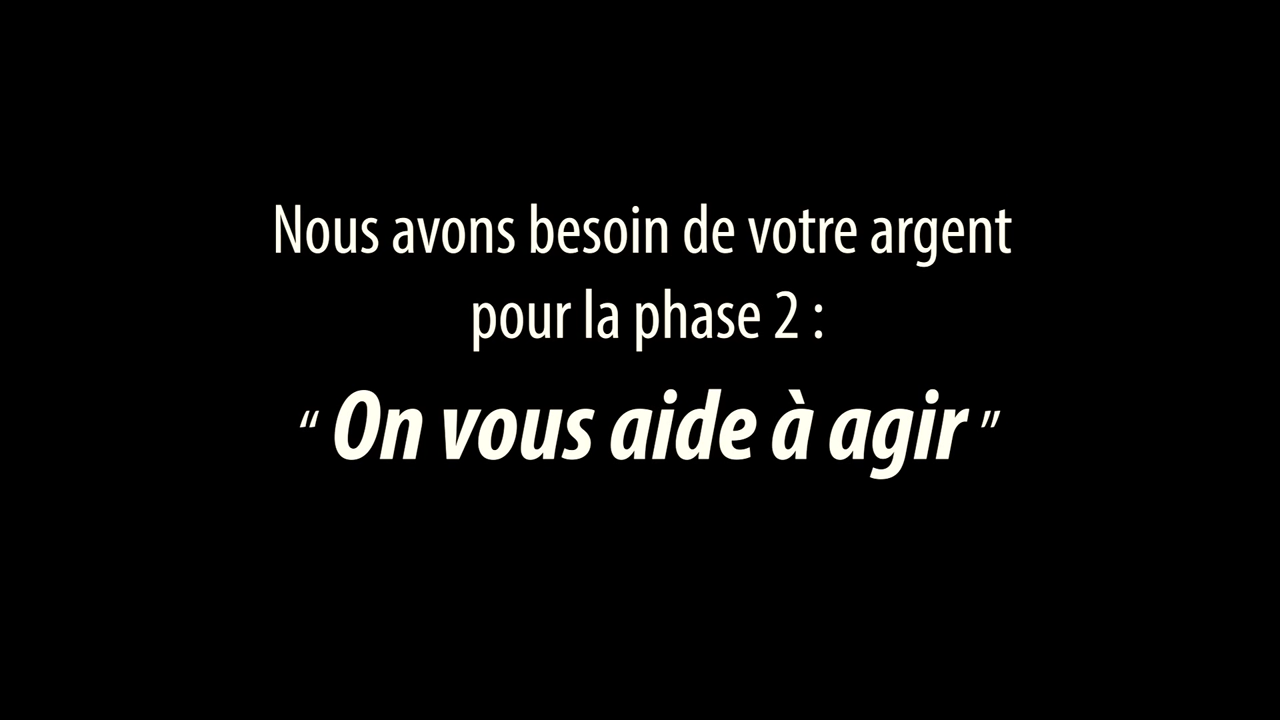 Nous avons besoin de votre argent
pour la phase 2 :
“ On vous aide à agir ”